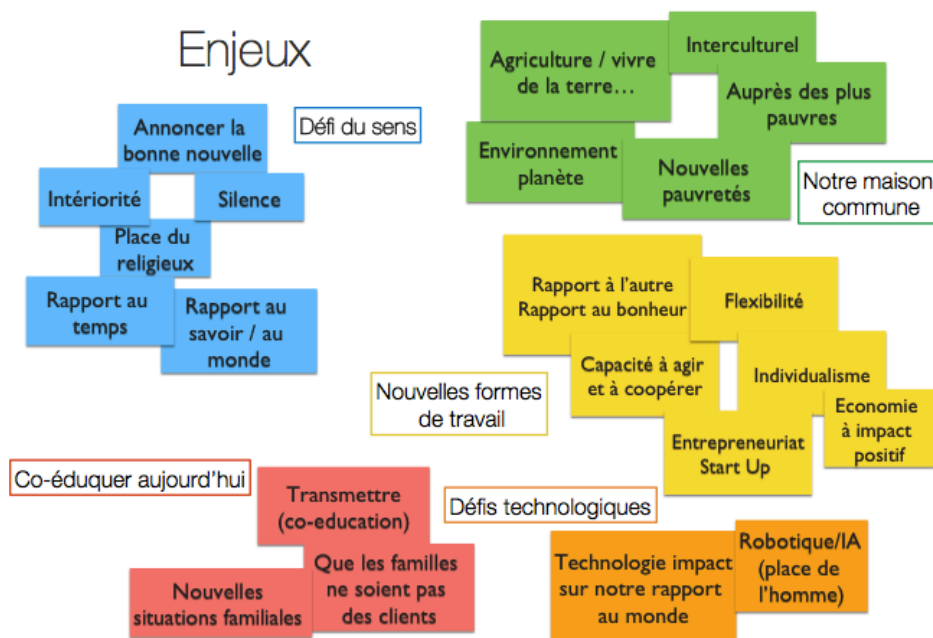 Enjeux
Défi du sens
Annoncer la
bonne nouvelle
Intériorité
Silence
Place du
religieux
Rapport au
temps
Rapport au
savoir / au
monde
Agriculture / vivre
de la terre…
Interculturel
Auprès des plus
pauvres
Environnement
planète
Nouvelles
pauvretés
Notre maison
commune
Rapport à l'autre
Rapport au bonheur
Flexibilité
Capacité à agir
et à coopérer
Individualisme
Nouvelles formes
de travail
Entrepreneuriat
Start Up
Economie
à impact
positif
Co-éduquer aujourd'hui
Transmettre
(co-education)
Nouvelles
situations familiales
Que les familles
ne soient pas
des clients
Défis technologiques
Technologie impact
sur notre rapport
au monde
Robotique/IA
(place de
l'homme)